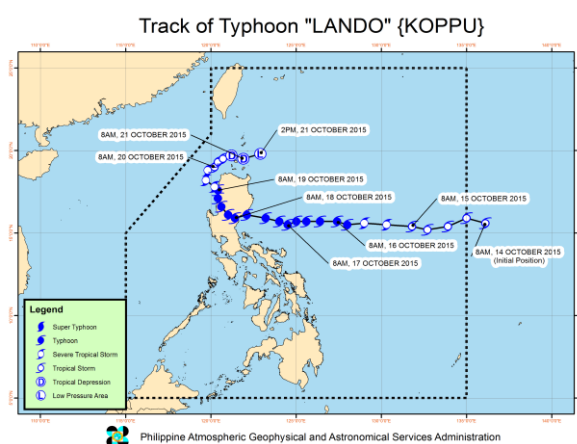 Track of Typhoon "LANDO" {KOPPU}
8AM, 21 OCTOBER 2015
2PM, 21 OCTOBER 2015
8AM, 20 OCTOBER 2015
8AM, 19 OCTOBER 2015
8AM, 18 OCTOBER 2015
8AM, 15 OCTOBER 2015
8AM, 16 OCTOBER 2015
8AM, 14 OCTOBER 2015
(Initial Position)
8AM, 17 OCTOBER 2015
Legend
Super Typhoon
Typhoon
Severe Tropical Storm
Tropical Storm
D Tropical Depression
L Low Pressure Area
D
D
L
Philippine Atmospheric Geophysical and Astronomical Services Administration